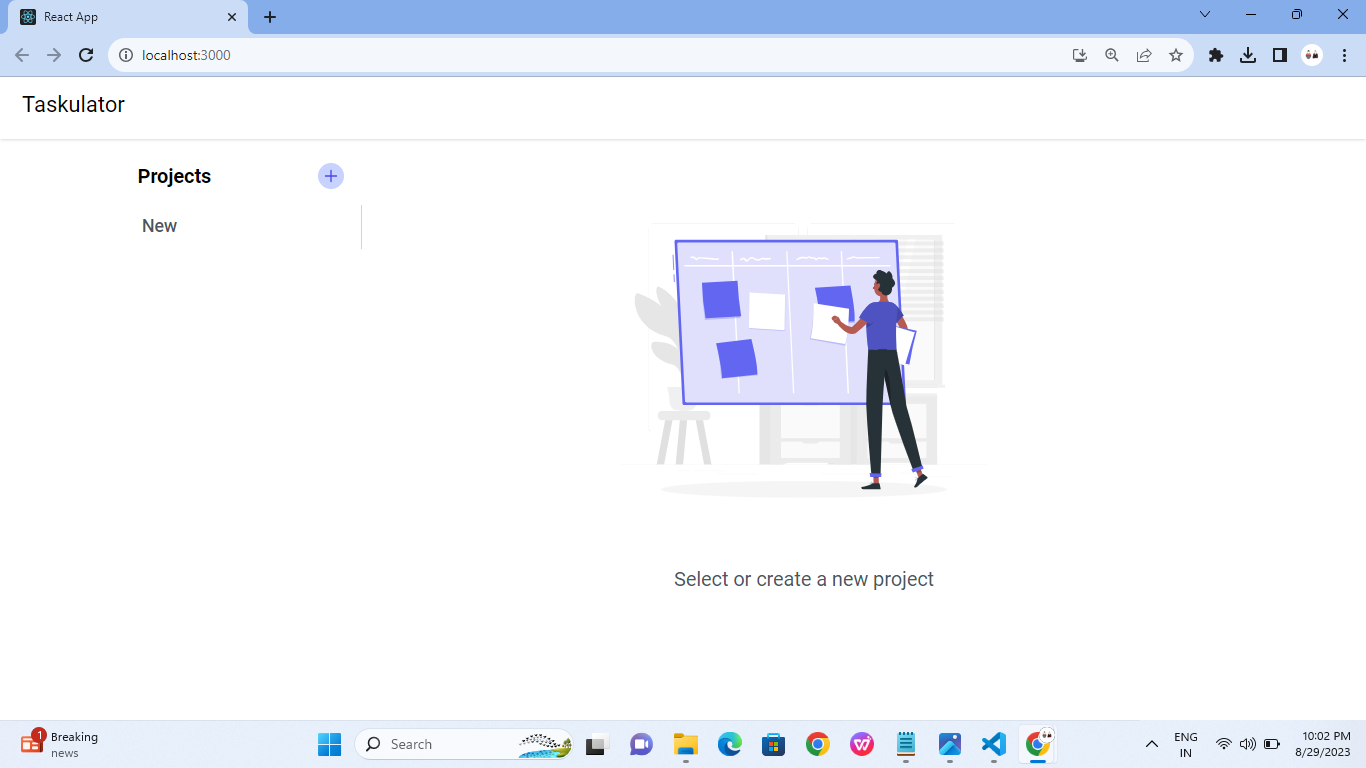 React App
localhost:3000
Taskulator
Projects
New
Select or create a new project
1
Breaking
news
Search
ENG
IN
10:02 PM
8/29/2023